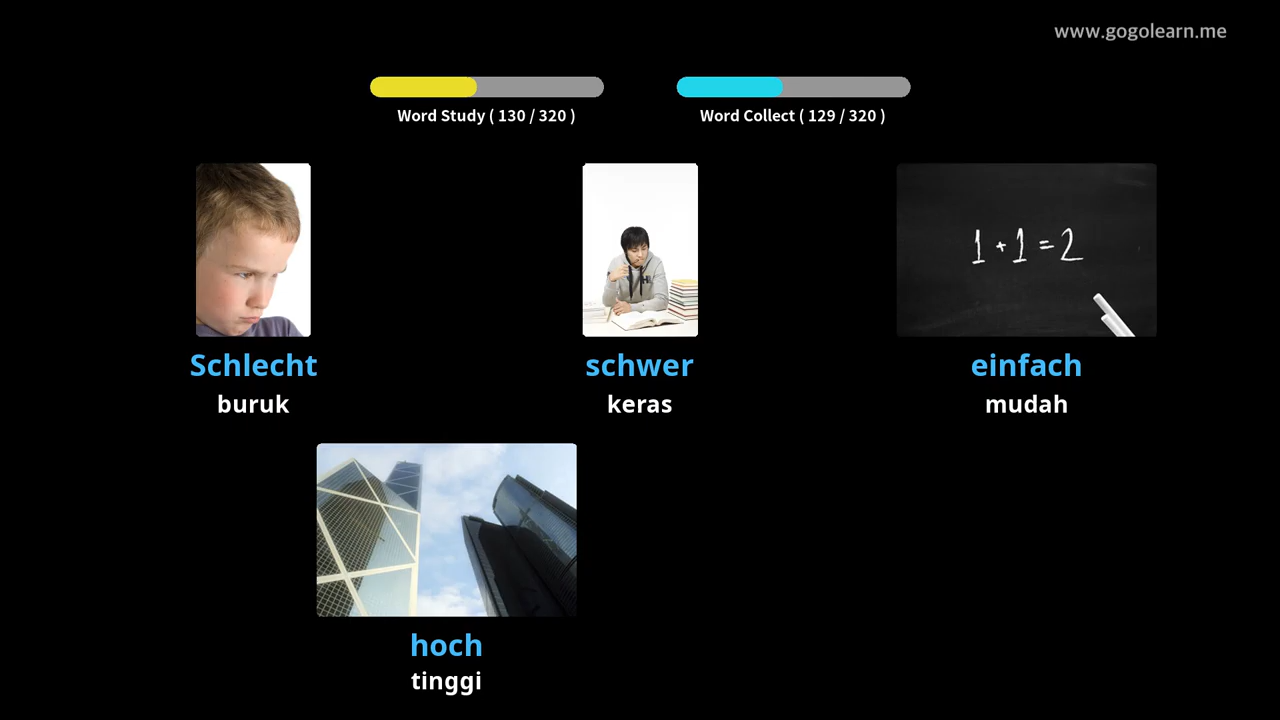 www.gogolearn.me
Word Study ( 130 / 320 )
Word Collect ( 129 / 320 )
1 + 1 = 2
Schlecht
schwer
einfach
buruk
keras
mudah
hoch
tinggi